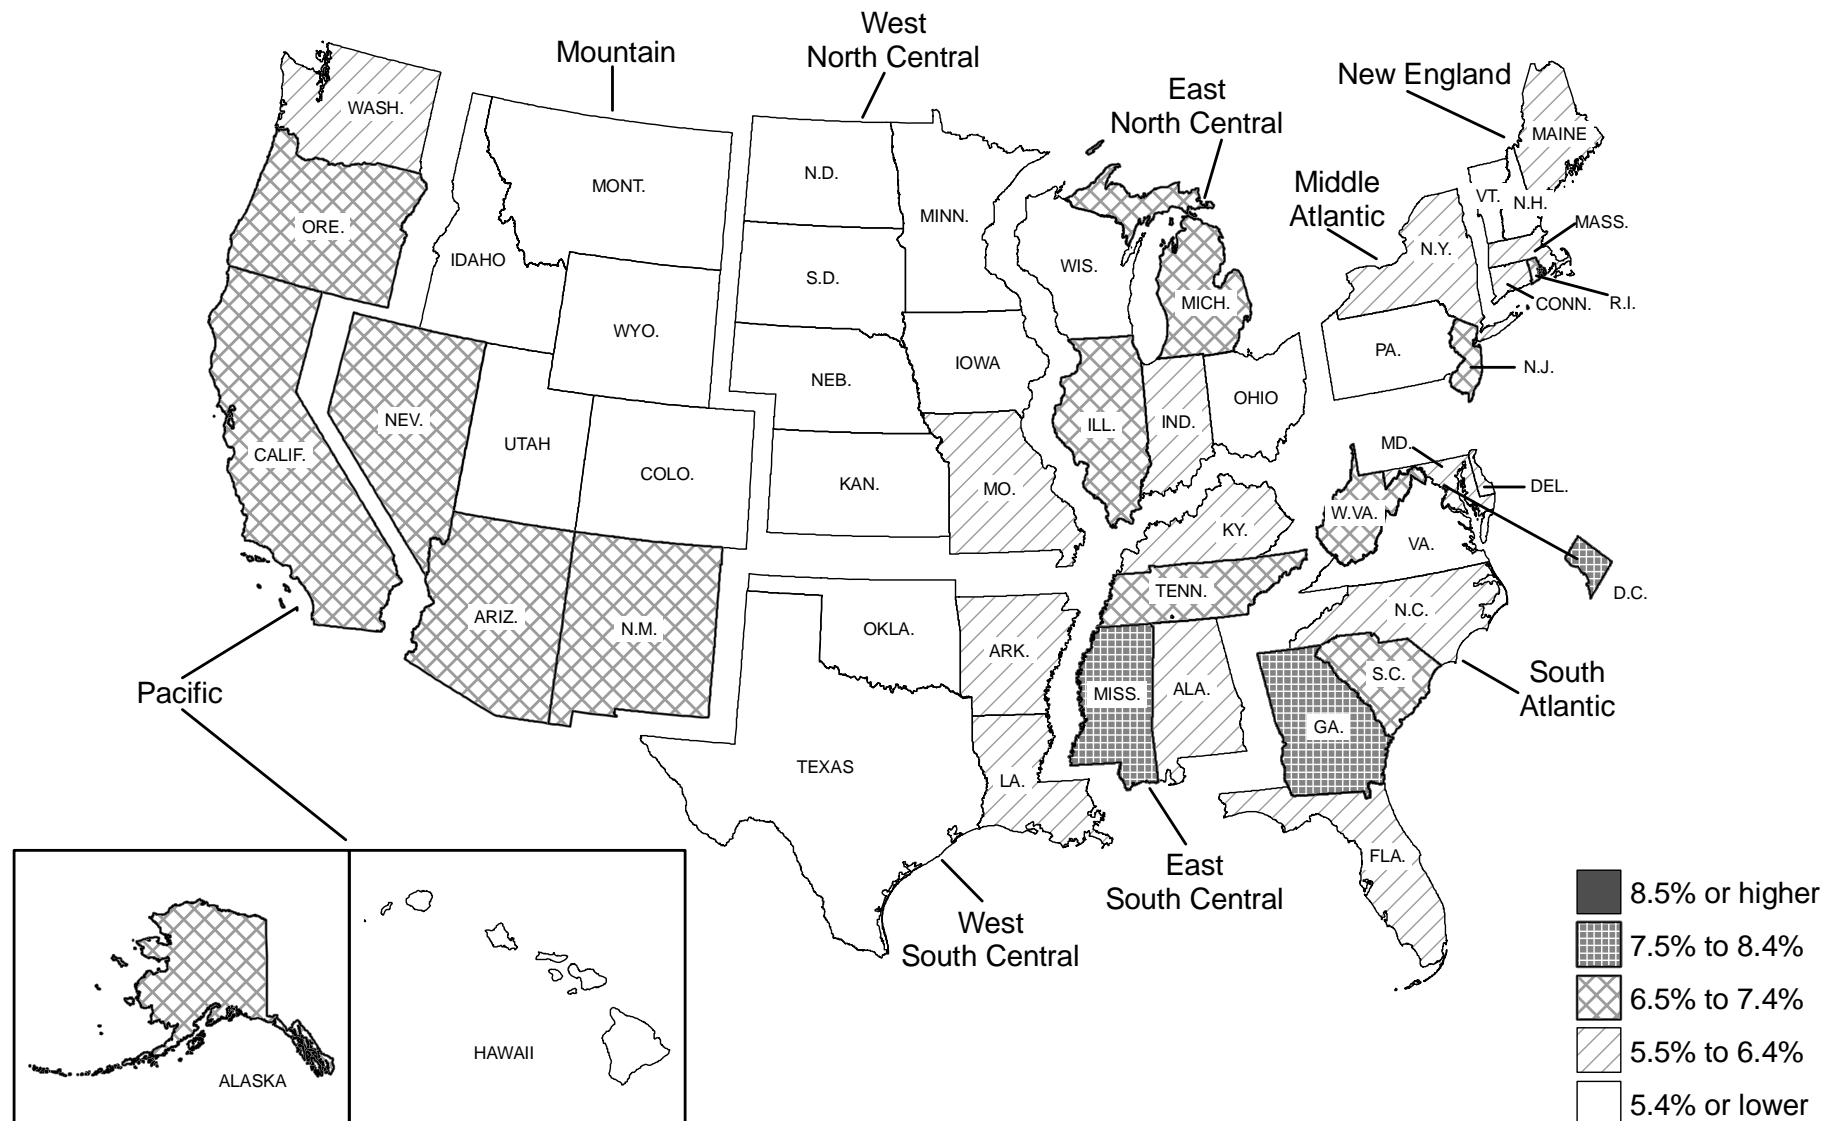 West
North Central
Mountain
New England
East
North Central
WASH.
MAINE
MONT.
N.D.
MINN.
Middle
Atlantic
VT.
N.H.
ORE.
MASS.
N.Y.
IDAHO
S.D.
WIS.
MICH.
CONN.
R.I.
WYO.
PA.
IOWA
N.J.
NEB.
OHIO
NEV.
ILL.
IND.
UTAH
CALIF.
COLO.
MD.
KAN.
MO.
DEL.
W.VA.
KY.
VA.
TENN.
D.C.
N.C.
ARIZ.
N.M.
OKLA.
ARK.
S.C.
South
Atlantic
Pacific
MISS.
ALA.
GA.
TEXAS
LA.
FLA.
East
South Central
West
South Central
8.5% or higher
7.5% to 8.4%
6.5% to 7.4%
5.5% to 6.4%
5.4% or lower
HAWAII
ALASKA